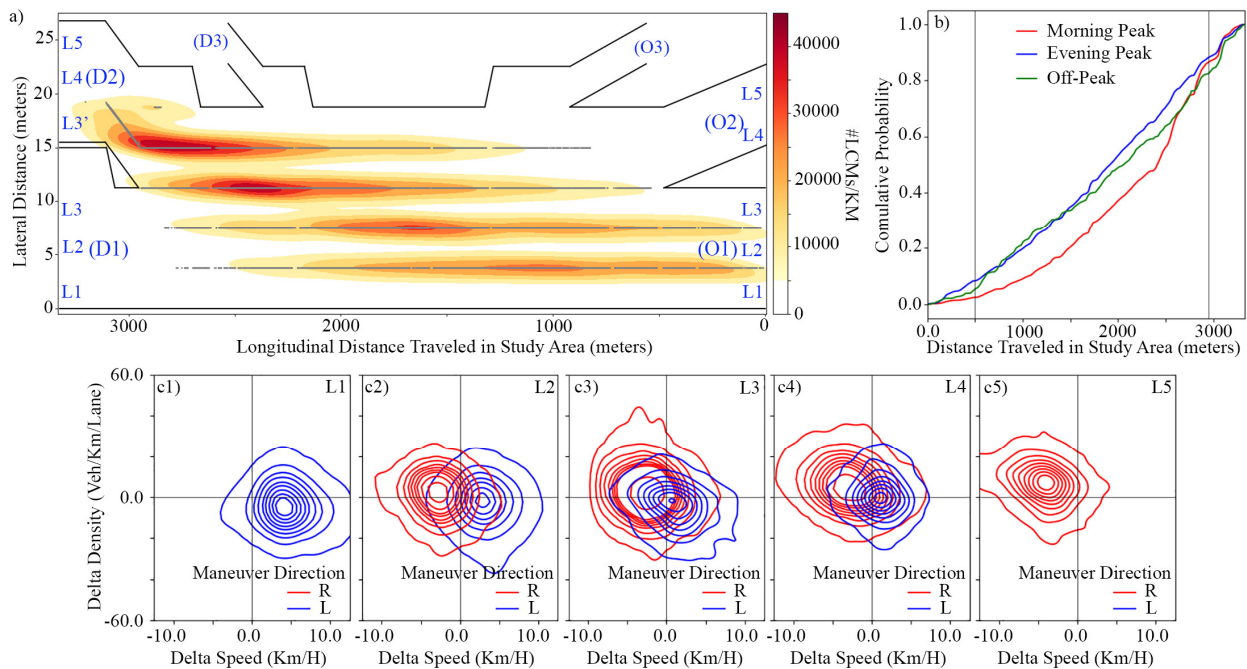 a)
25
20
15
10
5
0
Lateral Distance (meters)
L5
L4 (D2)
L3’
L3
L2 (D1)
L1
(D3)
(O3)
L5
(O2)
L4
L3
(O1)
L2
L1
3000
2000
1000
0
Longitudinal Distance Traveled in Study Area (meters)
40000
30000
20000
10000
0
#LCMs/KM
b)
1.0
0.8
0.6
0.4
0.2
0.0
Comulative Probability
Morning Peak
Evening Peak
Off-Peak
0.0
1000
2000
3000
Distance Traveled in Study Area (meters)
60.0
0.0
-60.0
Delta Density (Veh/Km/Lane)
c1)
L1
Maneuver Direction
R
L
-10.0
0.0
10.0
Delta Speed (Km/H)
c2)
L2
Maneuver Direction
R
L
-10.0
0.0
10.0
Delta Speed (Km/H)
c3)
L3
Maneuver Direction
R
L
-10.0
0.0
10.0
Delta Speed (Km/H)
c4)
L4
Maneuver Direction
R
L
-10.0
0.0
10.0
Delta Speed (Km/H)
c5)
L5
Maneuver Direction
R
L
-10.0
0.0
10.0
Delta Speed (Km/H)